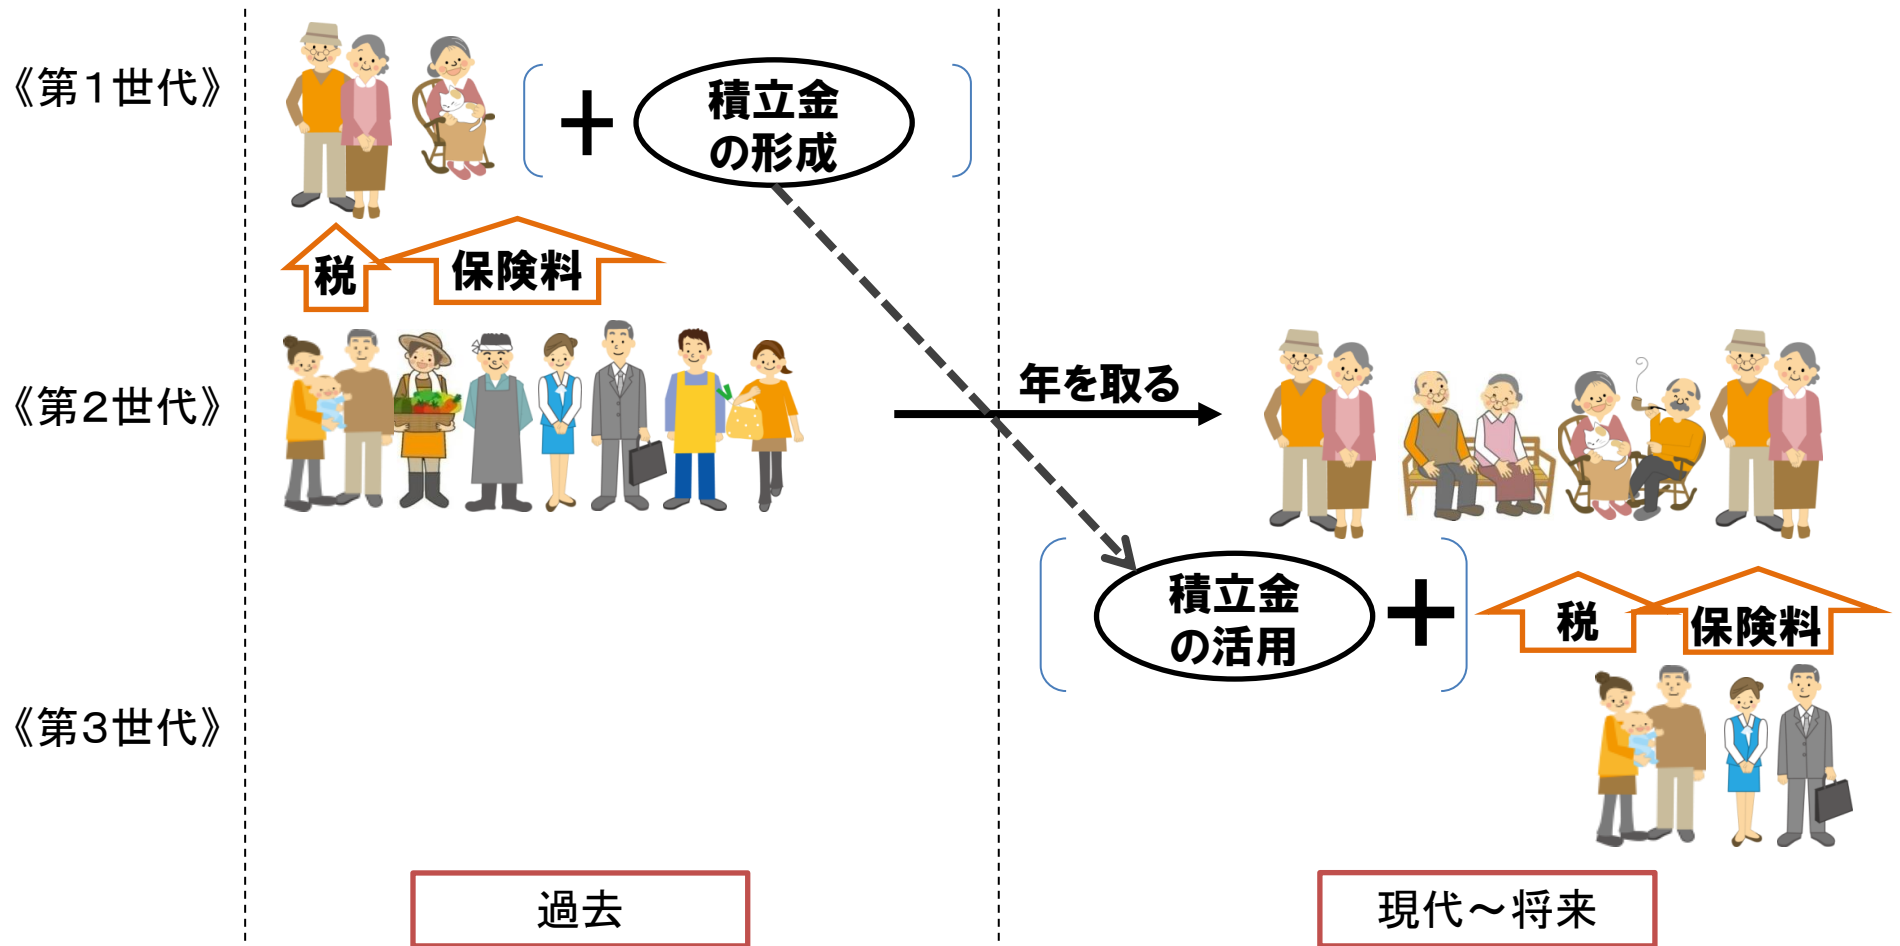 《第1世代》
＋
積立金
の形成
税
保険料
《第2世代》
年を取る
積立金
の活用
＋
税
保険料
《第3世代》
過去
現代～将来